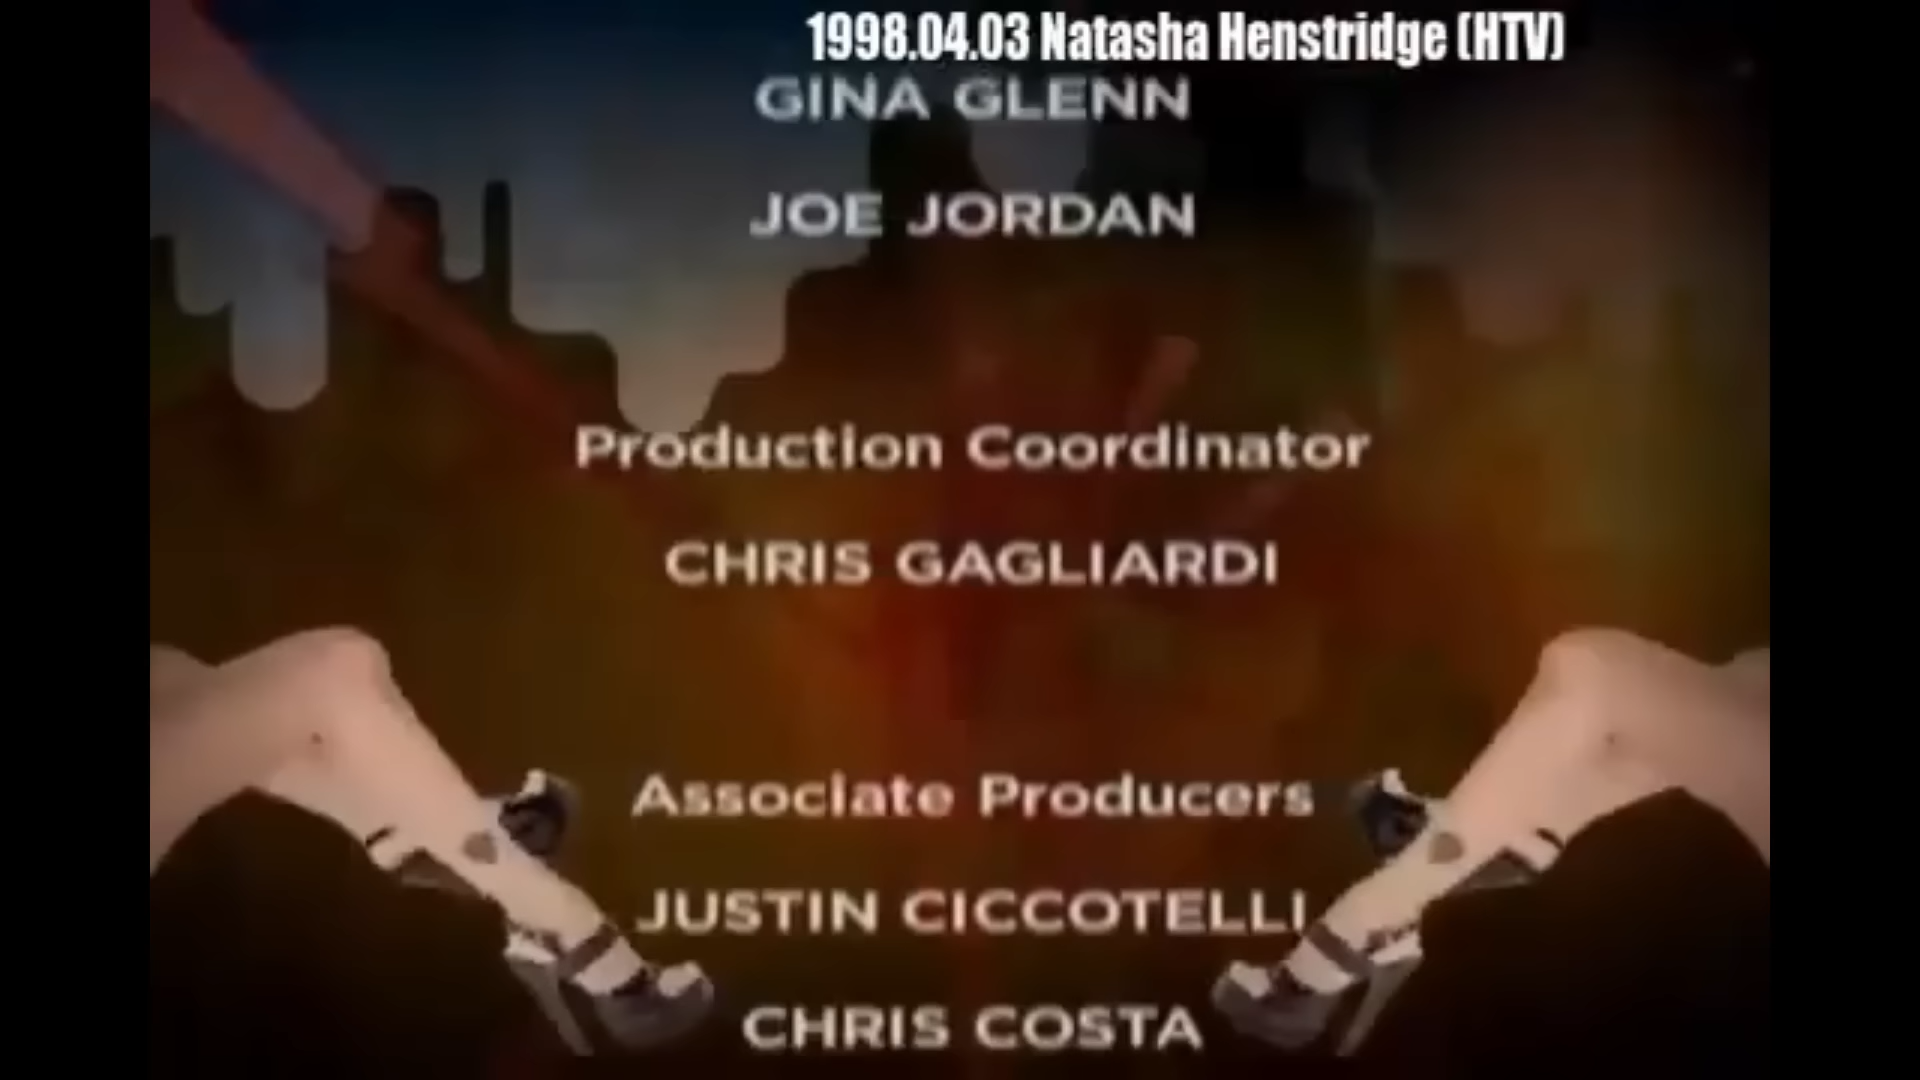 1998.04.03 Natasha Henstridge (HTV)
GINA GLENN
JOE JORDAN
Production Coordinator
CHRIS GAGLIARDI
Associate Producers
JUSTIN CICCOTELLI
CHRIS COSTA